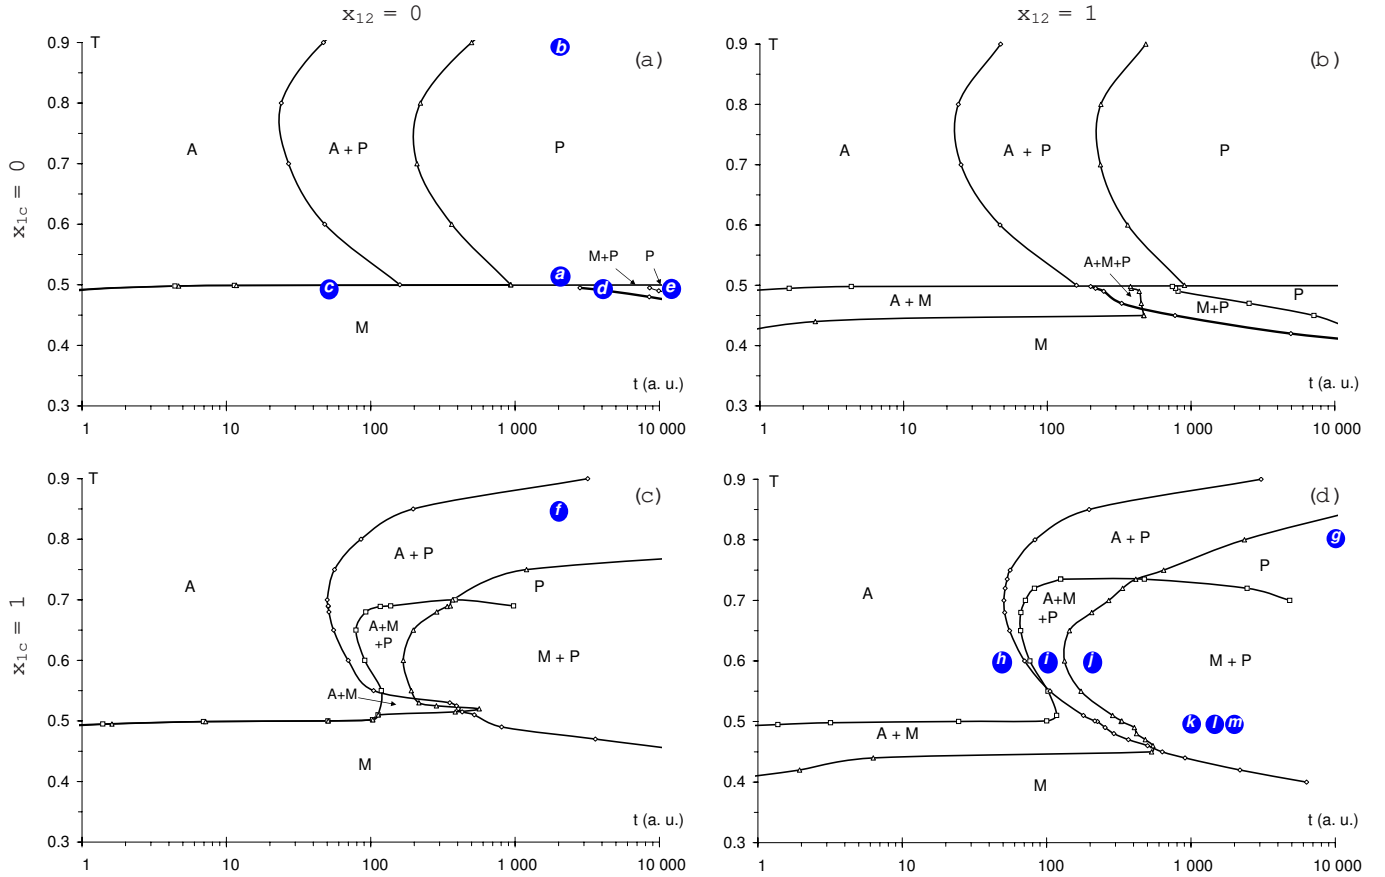 x12 = 0
x12 = 1
x1c = 0
0.9
0.8
0.7
0.6
0.5
0.4
0.3
T
b
(a)
A
A + P
P
M+P
P
a
c
d
e
M
t (a. u.)
1
10
100
1 000
10 000
0.9
0.8
0.7
0.6
0.5
0.4
0.3
T
(b)
A
A + P
P
A+M+P
A + M
M+P
P
M
t (a. u.)
1
10
100
1 000
10 000
x1c = 1
0.9
0.8
0.7
0.6
0.5
0.4
0.3
T
(c)
f
A + P
A
P
A+M
+P
M + P
A+M
M
t (a. u.)
1
10
100
1 000
10 000
0.9
0.8
0.7
0.6
0.5
0.4
0.3
T
(d)
g
A + P
P
A
A+M
+P
h
i
j
M + P
k
l
m
A + M
M
t (a. u.)
1
10
100
1 000
10 000